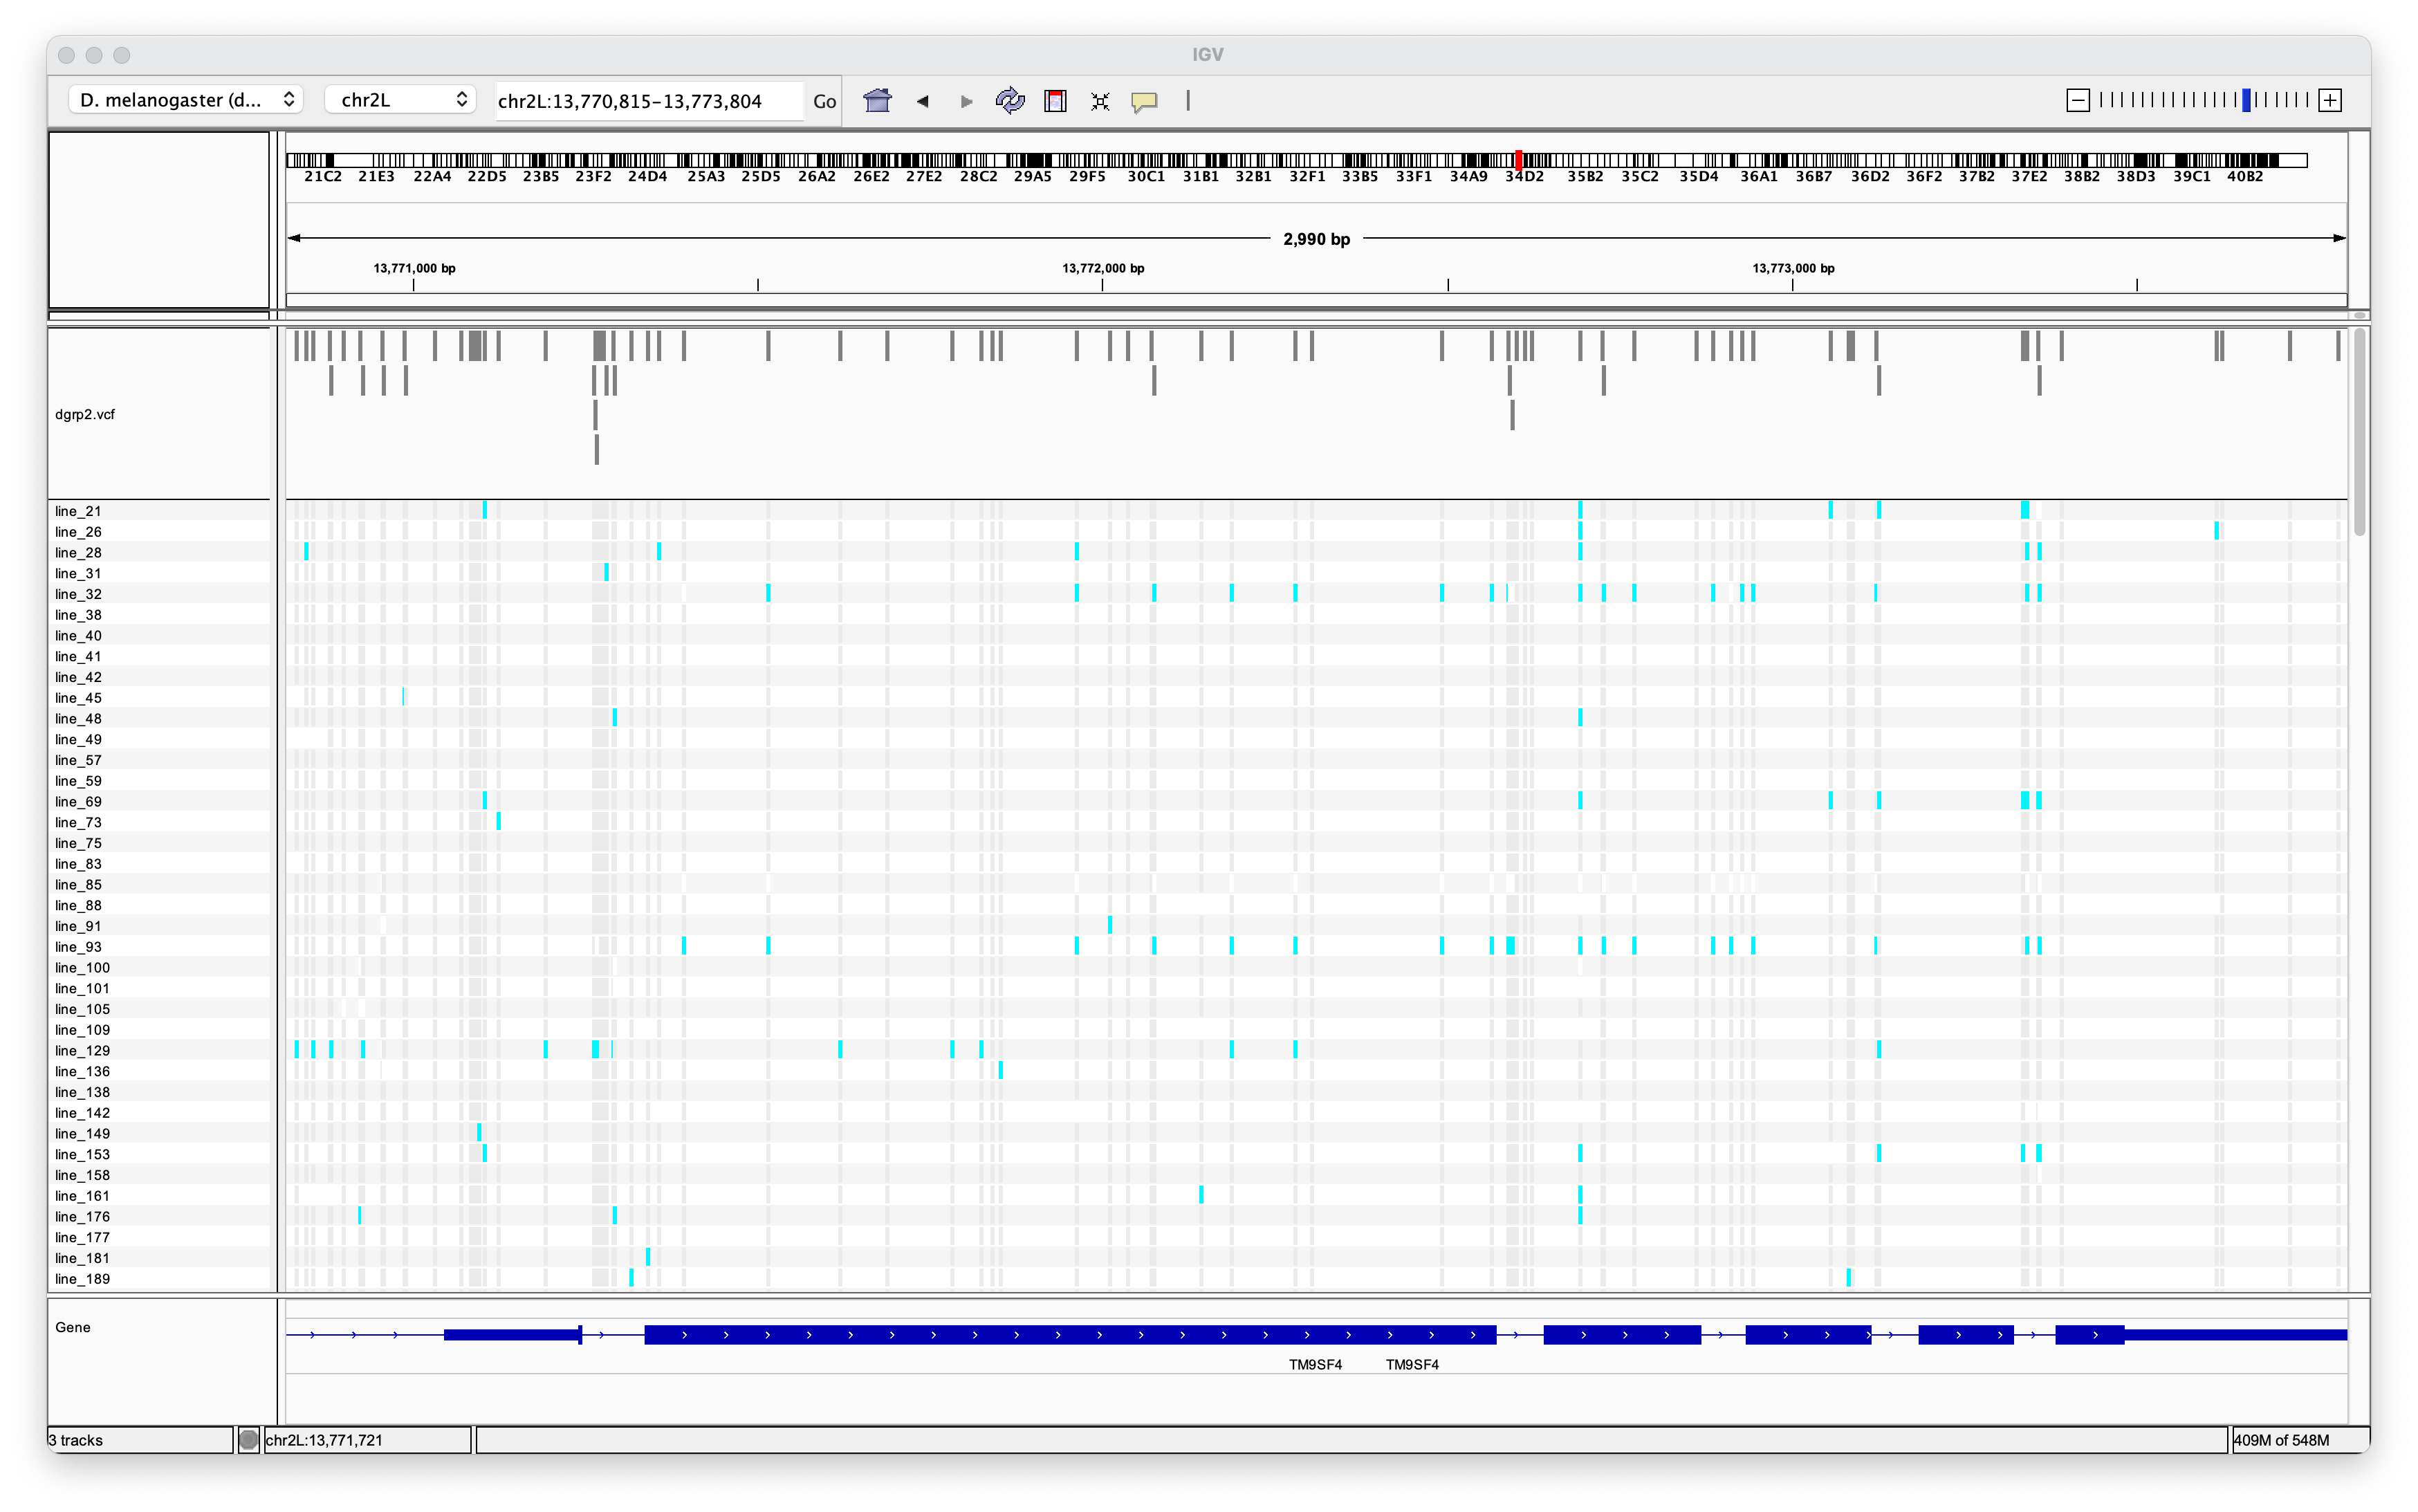 IGV
D. melanogaster (d... chr2L chr2L:13,770,815-13,773,804 Go
21C2 21E3 22A4 22D5 23B5 23F2 24D4 25A3 25D5 26A2 26E2 27E2 28C2 29A5 29F5 30C1 31B1 32B1 32F1 33B5 33F1 34A9 34D2 35B2 35C2 35D4 36A1 36B7 36D2 36F2 37B2 37E2 38B2 38D3 39C1 40B2
2,990 bp
13,771,000 bp 13,772,000 bp 13,773,000 bp
dgrp2.vcf
line_21
line_26
line_28
line_31
line_32
line_38
line_40
line_41
line_42
line_45
line_48
line_49
line_57
line_59
line_69
line_73
line_75
line_83
line_85
line_88
line_91
line_93
line_100
line_101
line_105
line_109
line_129
line_136
line_138
line_142
line_149
line_153
line_158
line_161
line_176
line_177
line_181
line_189
Gene
TM9SF4 TM9SF4
3 tracks chr2L:13,771,721 409M of 548M